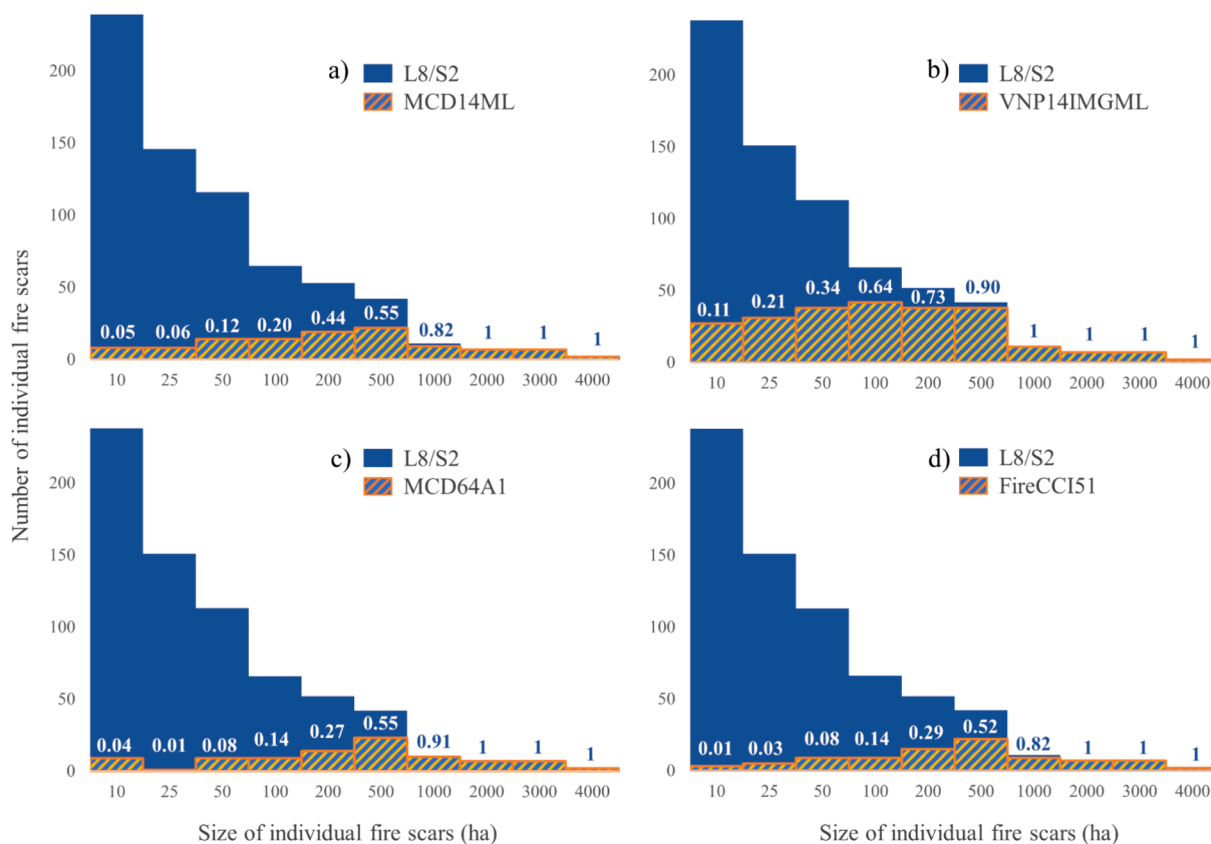 a)
L8/S2
MCD14ML
200
150
100
50
0
0.05 0.06 0.12 0.20 0.44 0.55 0.82 1 1 1
10 25 50 100 200 500 1000 2000 3000 4000
b)
L8/S2
VNP14IMGML
200
150
100
50
0
0.11 0.21 0.34 0.64 0.73 0.90 1 1 1 1
10 25 50 100 200 500 1000 2000 3000 4000
Number of individual fire scars
c)
L8/S2
MCD64A1
200
150
100
50
0
0.04 0.01 0.08 0.14 0.27 0.55 0.91 1 1 1
10 25 50 100 200 500 1000 2000 3000 4000
Size of individual fire scars (ha)
d)
L8/S2
FireCCI51
200
150
100
50
0
0.01 0.03 0.08 0.14 0.29 0.52 0.82 1 1 1
10 25 50 100 200 500 1000 2000 3000 4000
Size of individual fire scars (ha)